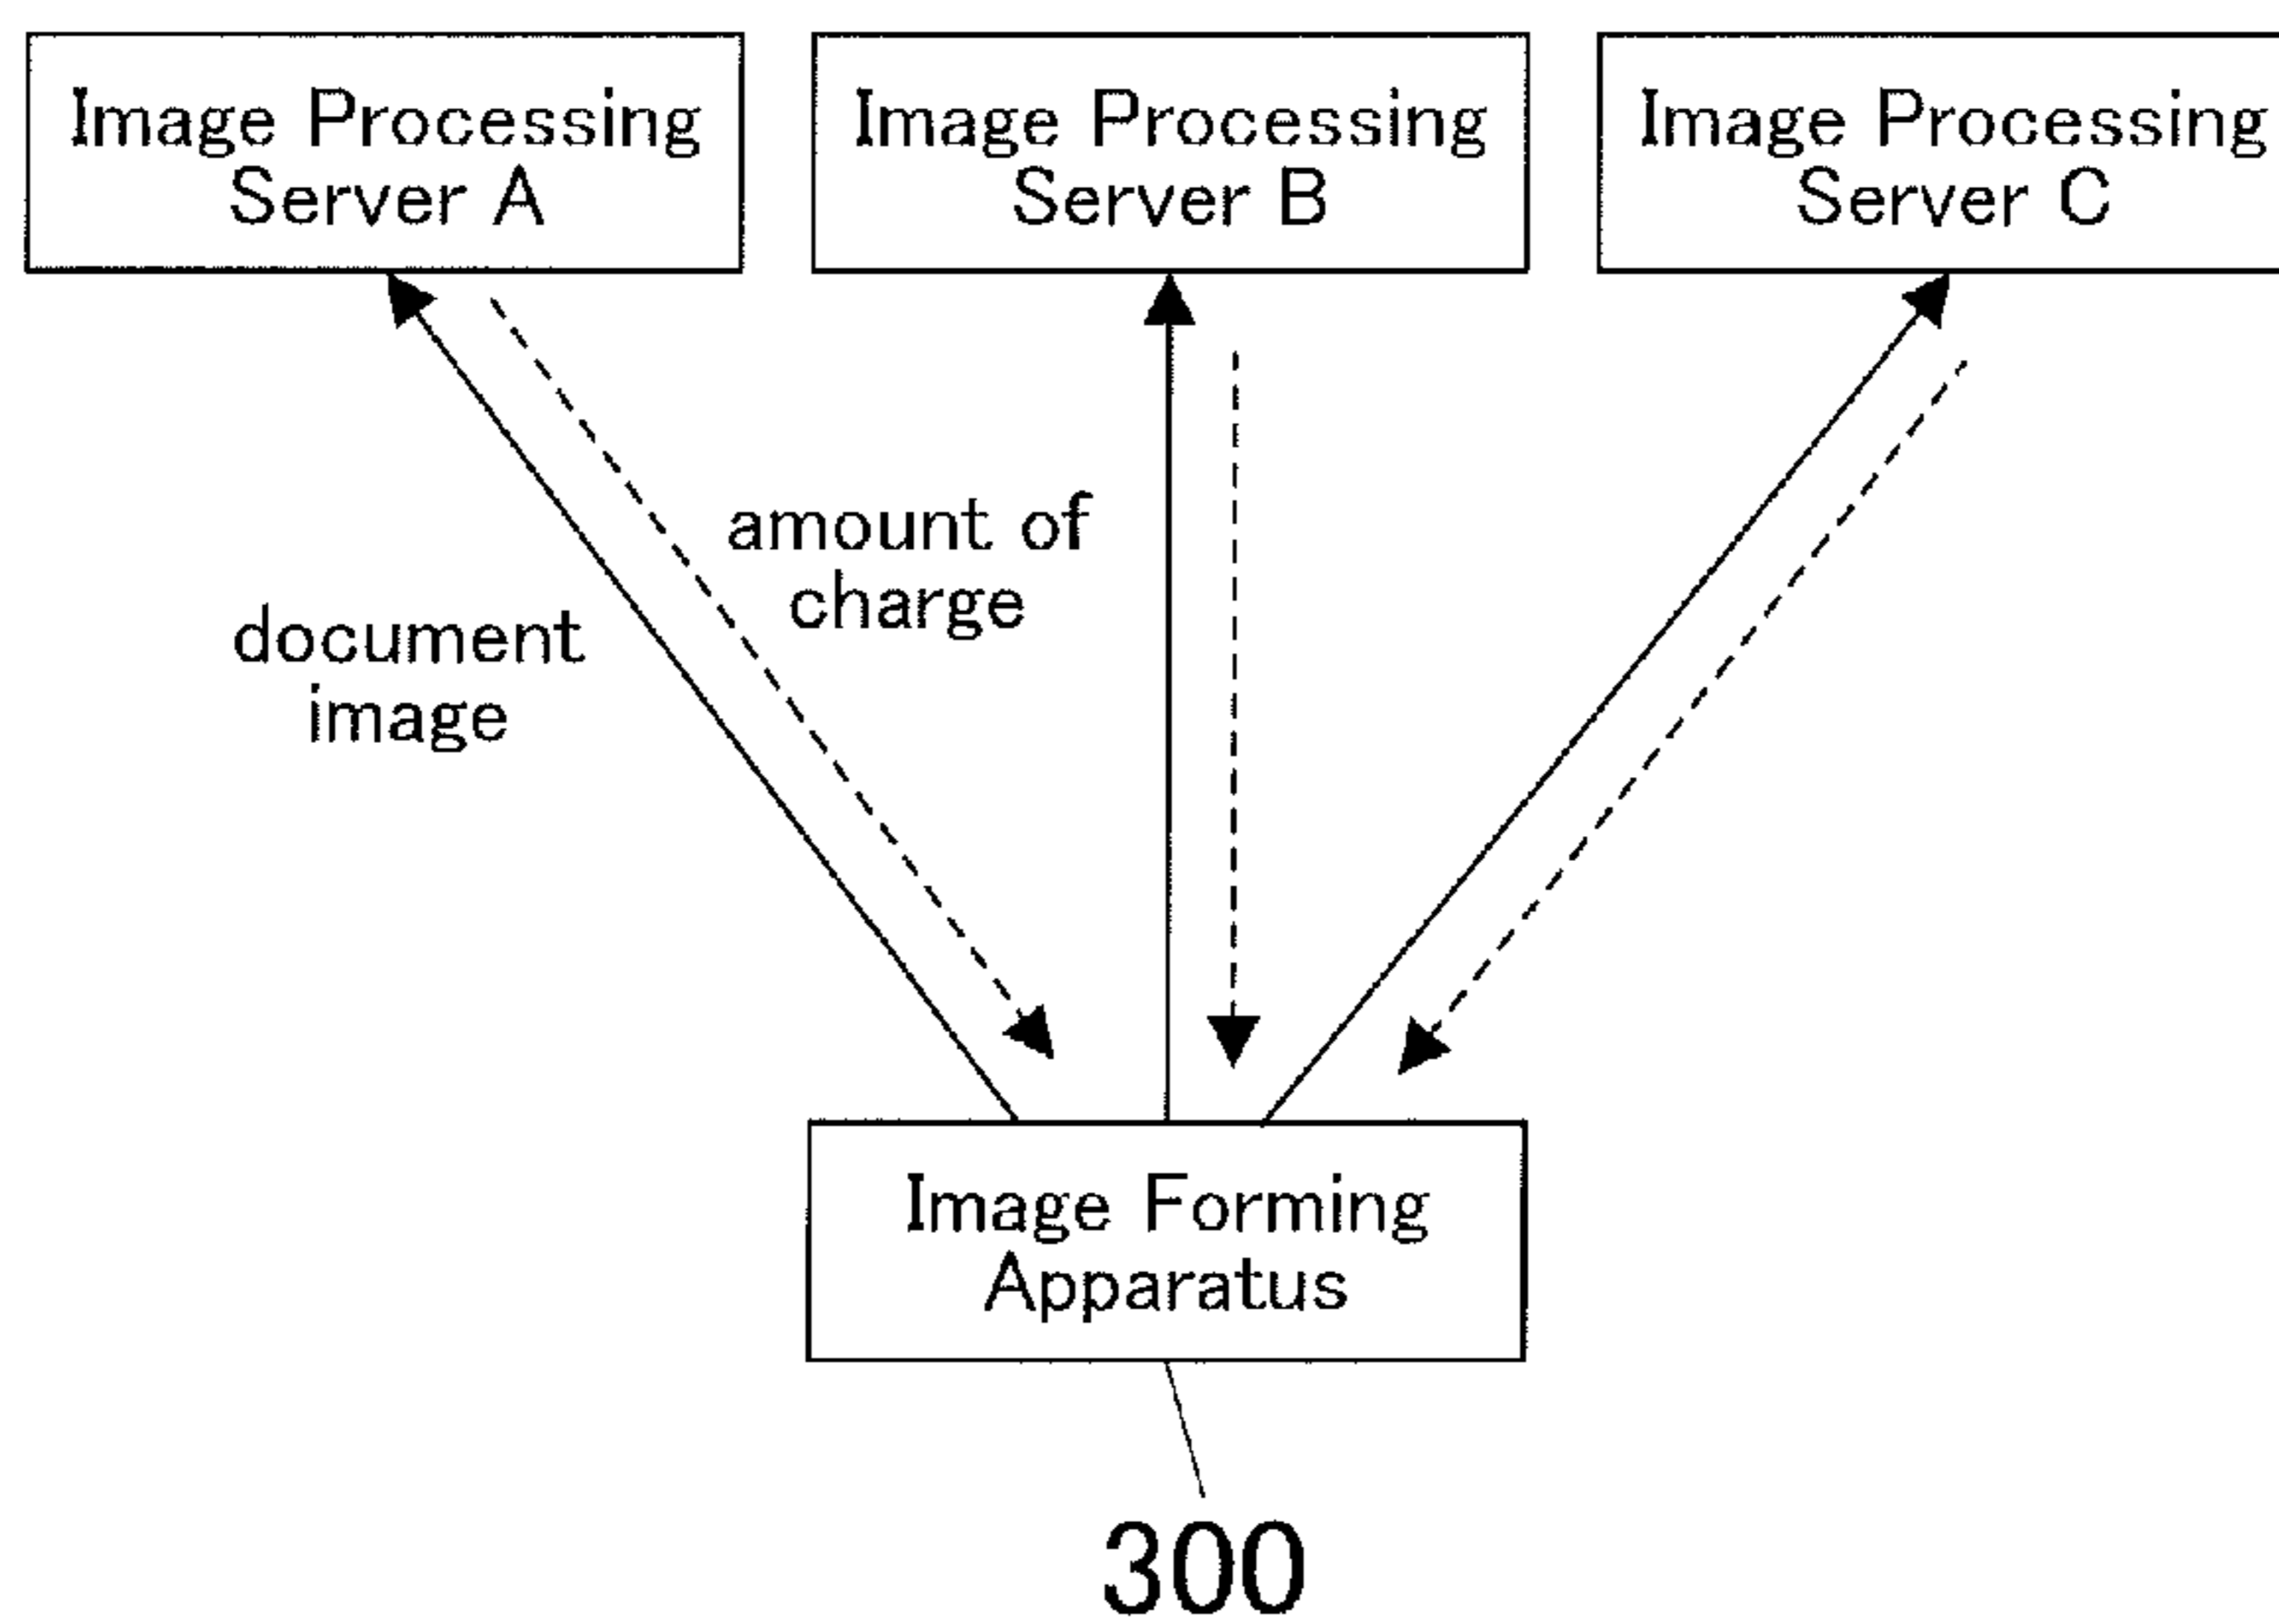 Image Processing
Server A
Image Processing
Server B
Image Processing
Server C
amount of
charge
document
image
Image Forming
Apparatus
300